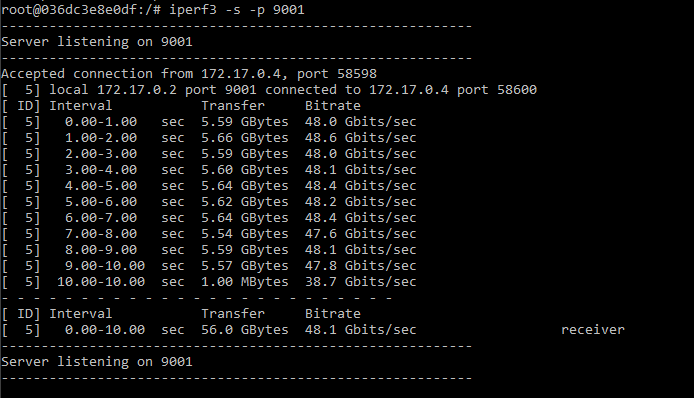 root@036dc3e8e0df:/# iperf3 -s -p 9001
-----------------------------------------------------------
Server listening on 9001
-----------------------------------------------------------
Accepted connection from 172.17.0.4, port 58598
[  5] local 172.17.0.2 port 9001 connected to 172.17.0.4 port 58600
[ ID] Interval           Transfer     Bitrate
[  5]   0.00-1.00   sec  5.59 GBytes  48.0 Gbits/sec
[  5]   1.00-2.00   sec  5.66 GBytes  48.6 Gbits/sec
[  5]   2.00-3.00   sec  5.59 GBytes  48.0 Gbits/sec
[  5]   3.00-4.00   sec  5.60 GBytes  48.1 Gbits/sec
[  5]   4.00-5.00   sec  5.64 GBytes  48.4 Gbits/sec
[  5]   5.00-6.00   sec  5.62 GBytes  48.2 Gbits/sec
[  5]   6.00-7.00   sec  5.64 GBytes  48.4 Gbits/sec
[  5]   7.00-8.00   sec  5.54 GBytes  47.6 Gbits/sec
[  5]   8.00-9.00   sec  5.59 GBytes  48.1 Gbits/sec
[  5]   9.00-10.00  sec  5.57 GBytes  47.8 Gbits/sec
[  5]  10.00-10.00  sec  1.00 MBytes  38.7 Gbits/sec
- - - - - - - - - - - - - - - - - - - - - - - - -
[ ID] Interval           Transfer     Bitrate
[  5]   0.00-10.00  sec  56.0 GBytes  48.1 Gbits/sec                  receiver
-----------------------------------------------------------
Server listening on 9001
-----------------------------------------------------------